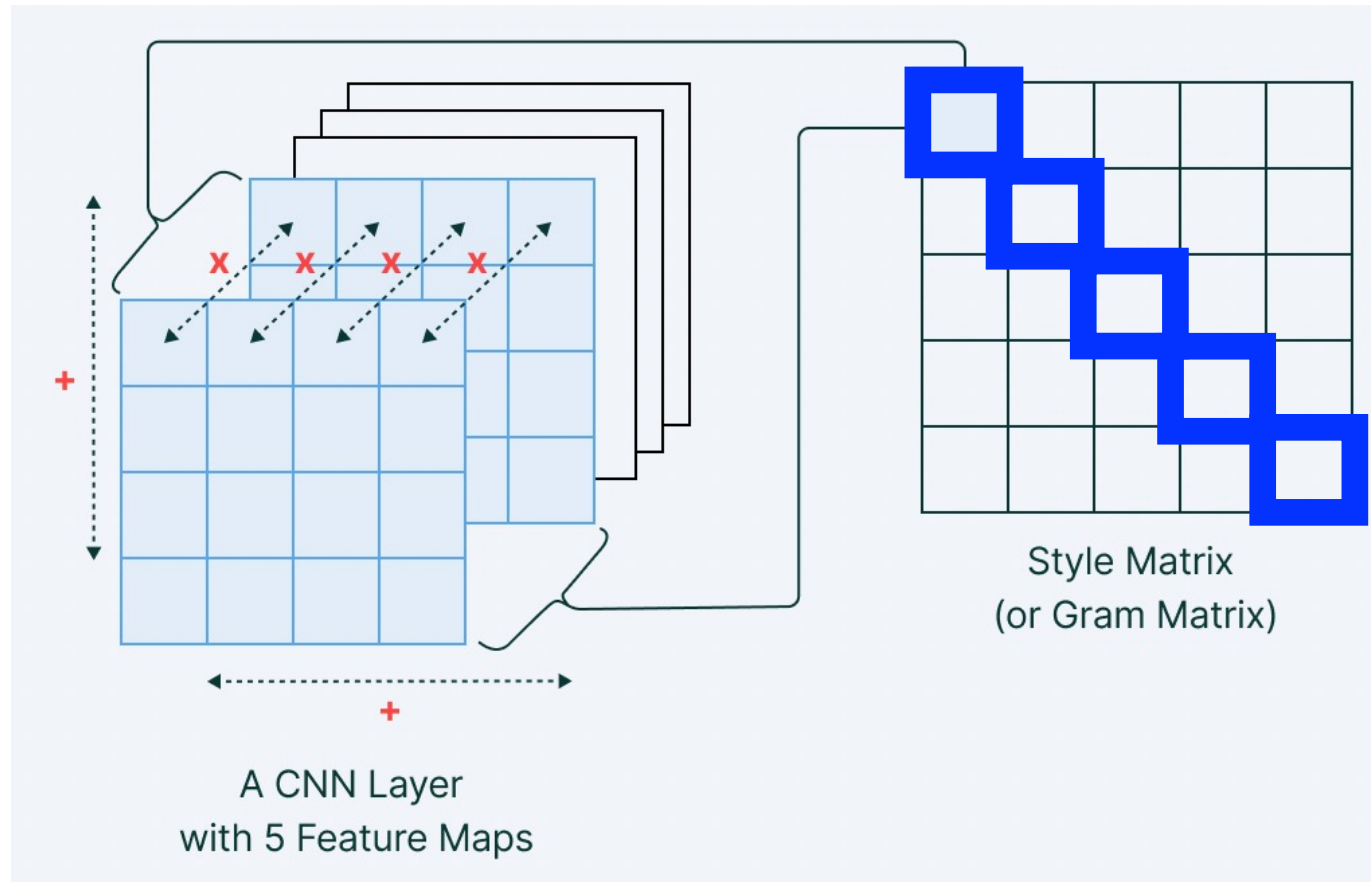 X X X X
+
+
Style Matrix
(or Gram Matrix)
A CNN Layer
with 5 Feature Maps